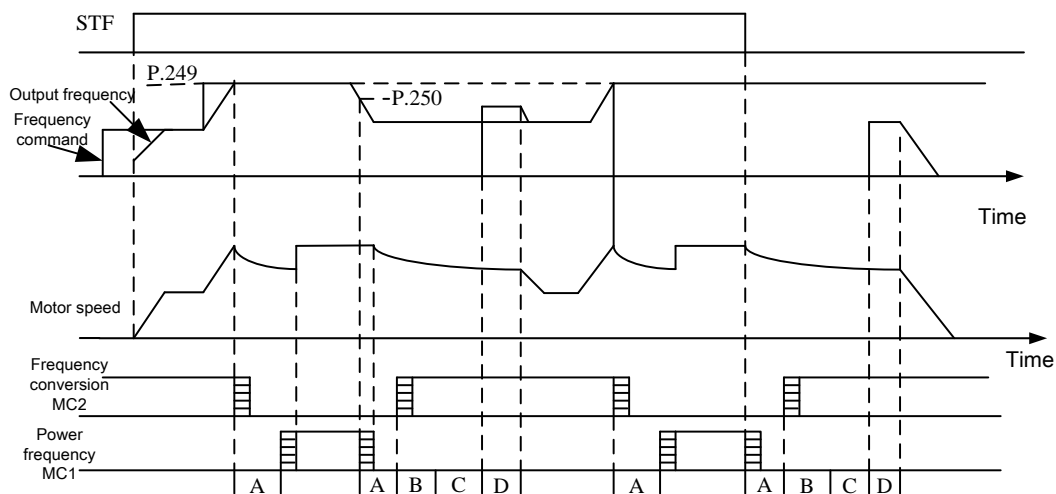 STF
P.249
P.250
Output frequency
Frequency
command
Time
Motor speed
Time
Frequency
conversion
MC2
Power
frequency
MC1
A A B C D A A B C D